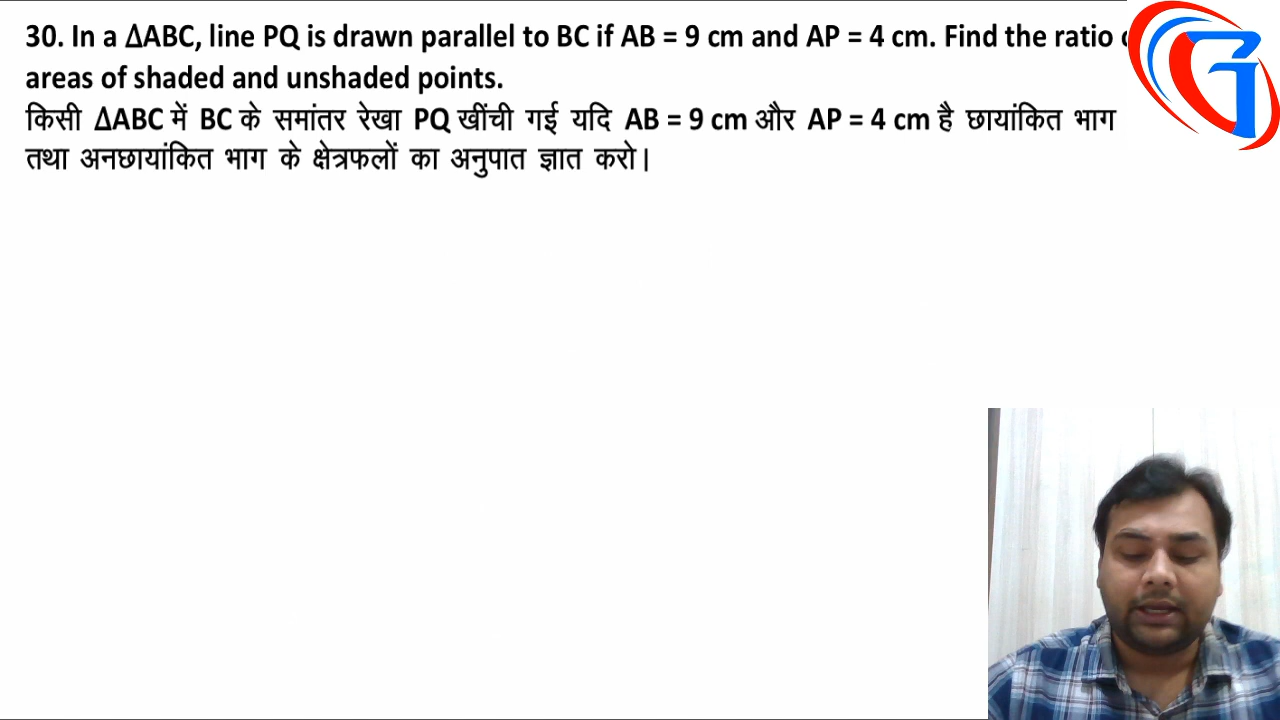 30. In a ΔABC, line PQ is drawn parallel to BC if AB = 9 cm and AP = 4 cm. Find the ratio
areas of shaded and unshaded points.
किसी ΔABC में BC के समांतर रेखा PQ खींची गई यदि AB = 9 cm और AP = 4 cm है छायांकित भाग
तथा अनछायांकित भाग के क्षेत्रफलों का अनुपात ज्ञात करो।